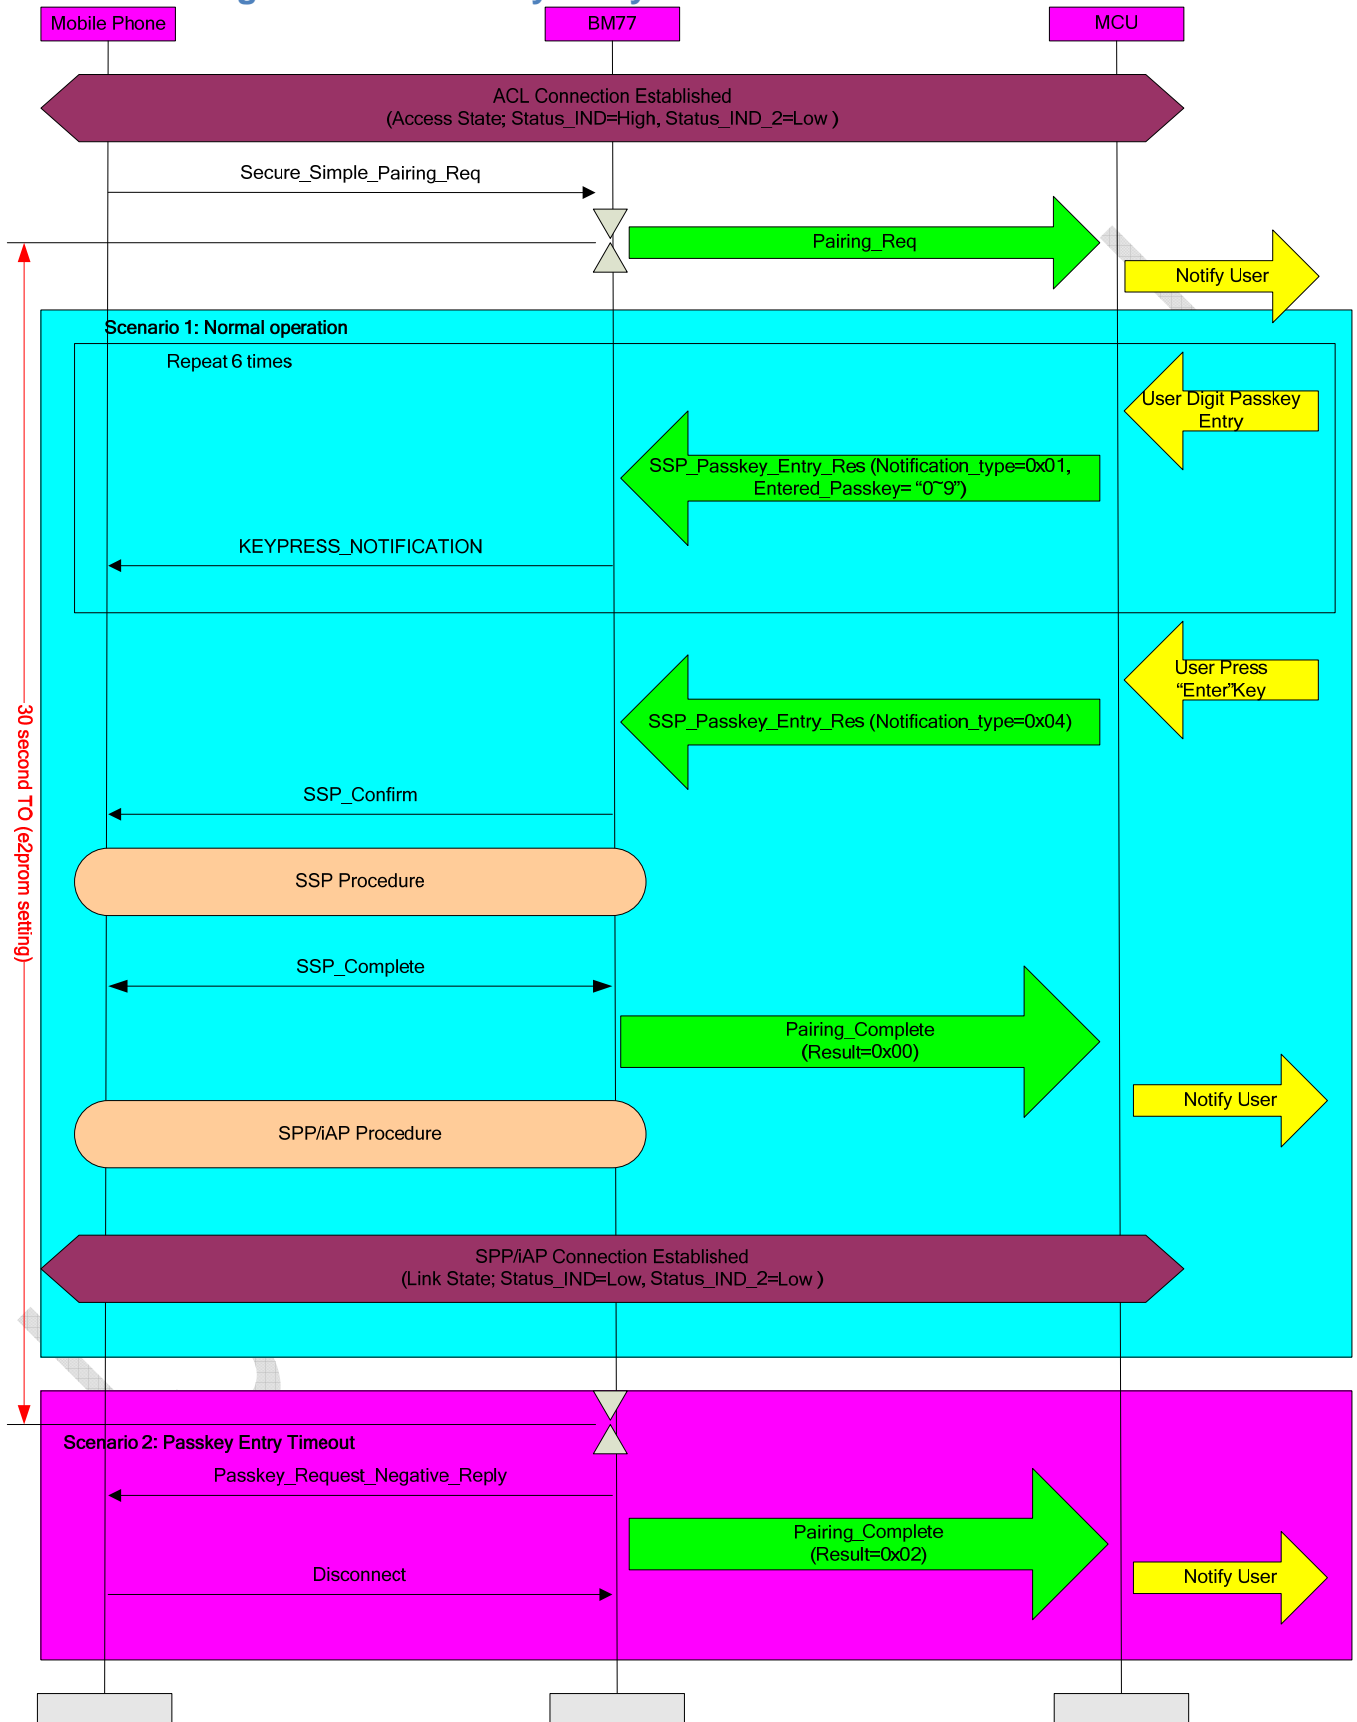 Mobile Phone
BM77
MCU
ACL Connection Established
(Access State; Status_IND=High, Status_IND_2=Low )
Secure_Simple_Pairing_Req
Pairing_Req
Notify User
Scenario 1: Normal operation
Repeat 6 times
User Digit Passkey
Entry
SSP_Passkey_Entry_Res (Notification_type=0x01,
Entered_Passkey= “0~9”)
KEYPRESS_NOTIFICATION
User Press
“Enter”Key
SSP_Passkey_Entry_Res (Notification_type=0x04)
30 second TO (e2prom setting)
SSP_Confirm
SSP Procedure
SSP_Complete
Pairing_Complete
(Result=0x00)
Notify User
SPP/iAP Procedure
SPP/iAP Connection Established
(Link State; Status_IND=Low, Status_IND_2=Low )
Scenario 2: Passkey Entry Timeout
Passkey_Request_Negative_Reply
Pairing_Complete
(Result=0x02)
Disconnect
Notify User